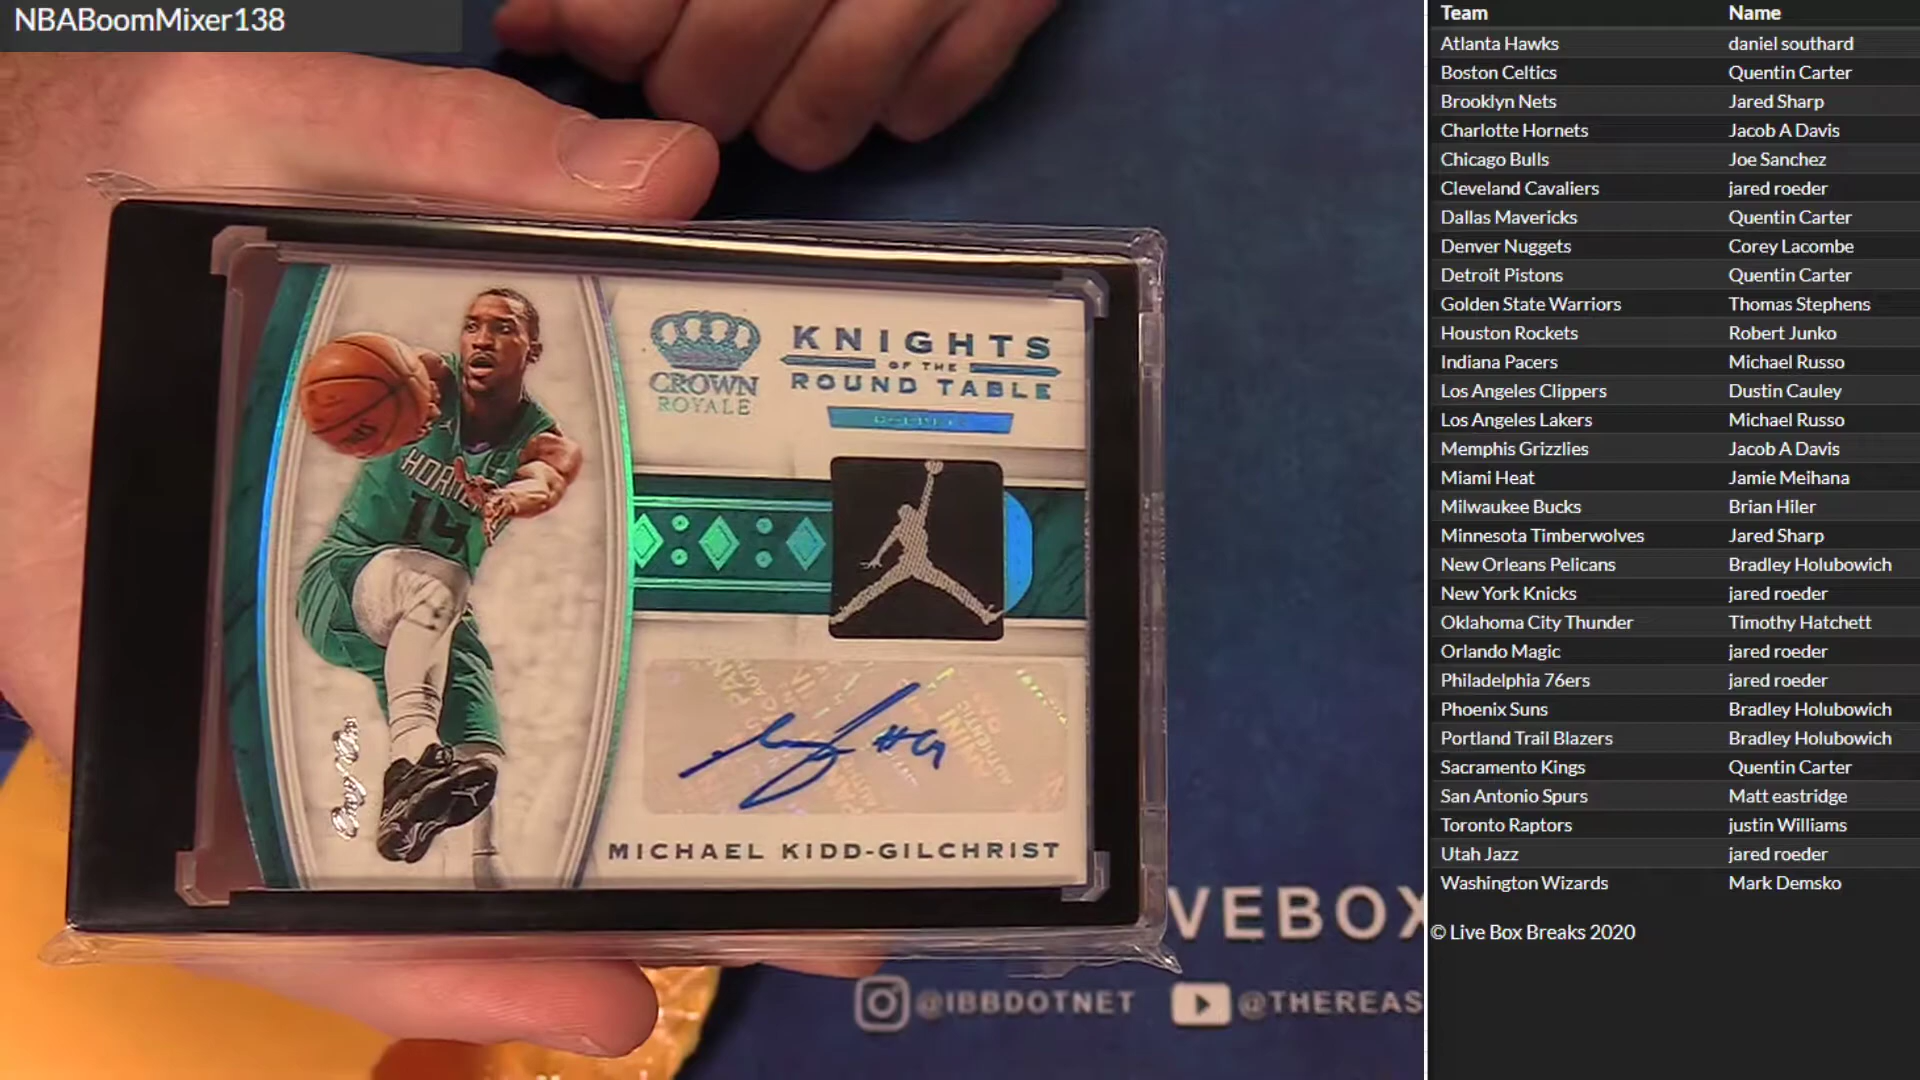 NBABoomMixer138
Team Name
Atlanta Hawks daniel southard
Boston Celtics Quentin Carter
Brooklyn Nets Jared Sharp
Charlotte Hornets Jacob A Davis
Chicago Bulls Joe Sanchez
Cleveland Cavaliers jared roeder
Dallas Mavericks Quentin Carter
Denver Nuggets Corey Lacombe
Detroit Pistons Quentin Carter
Golden State Warriors Thomas Stephens
Houston Rockets Robert Junko
Indiana Pacers Michael Russo
Los Angeles Clippers Dustin Cauley
Los Angeles Lakers Michael Russo
Memphis Grizzlies Jacob A Davis
Miami Heat Jamie Meihana
Milwaukee Bucks Brian Hiler
Minnesota Timberwolves Jared Sharp
New Orleans Pelicans Bradley Holubowich
New York Knicks jared roeder
Oklahoma City Thunder Timothy Hatchett
Orlando Magic jared roeder
Philadelphia 76ers jared roeder
Phoenix Suns Bradley Holubowich
Portland Trail Blazers Bradley Holubowich
Sacramento Kings Quentin Carter
San Antonio Spurs Matt eastridge
Toronto Raptors justin Williams
Utah Jazz jared roeder
Washington Wizards Mark Demsko
© Live Box Breaks 2020
CROWN
ROYALE
KNIGHTS
OF THE
ROUND TABLE
HORN
14
MICHAEL KIDD-GILCHRIST
VEBOX
@IBBDOTNET @THEREAS